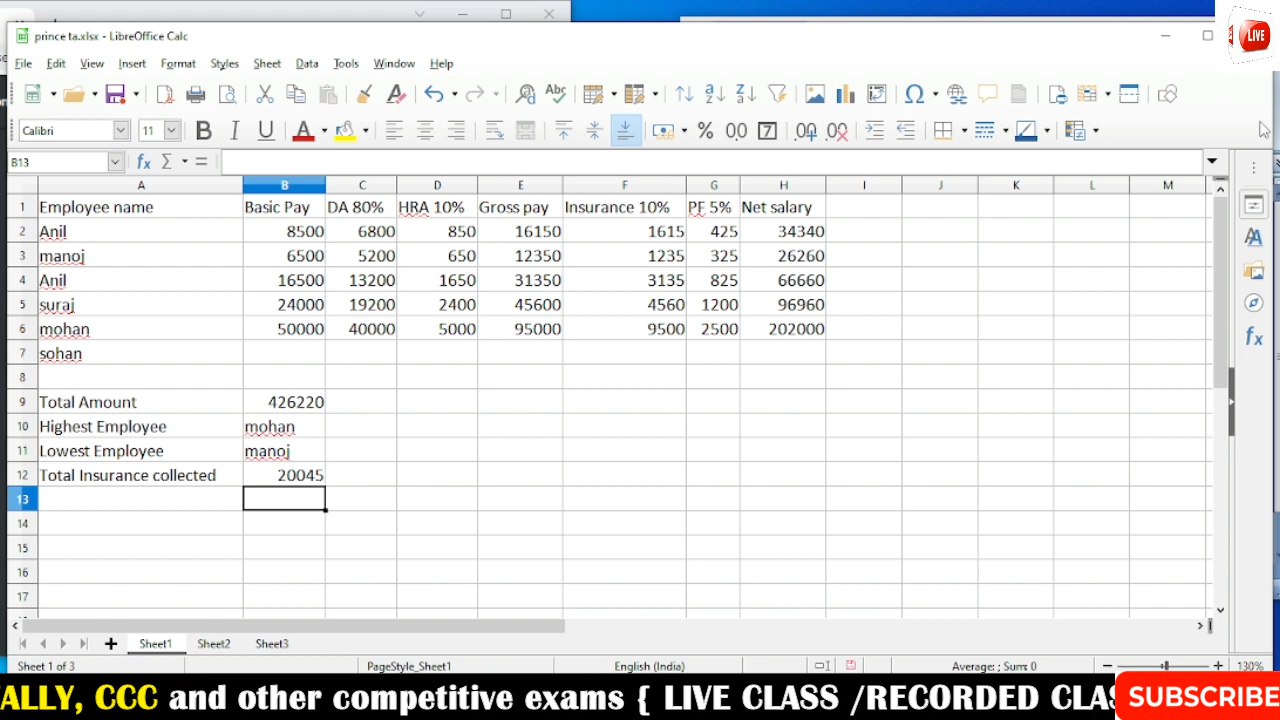 prince ta.xlsx - LibreOffice Calc
LIVE
File Edit View Insert Format Styles Sheet Data Tools Window Help
Calibri 11
B13
A B C D E F G H I J K L M
1 Employee name Basic Pay DA 80% HRA 10% Gross pay Insurance 10% PF 5% Net salary
2 Anil 8500 6800 850 16150 1615 425 34340
3 manoj 6500 5200 650 12350 1235 325 26260
4 Anil 16500 13200 1650 31350 3135 825 66660
5 suraj 24000 19200 2400 45600 4560 1200 96960
6 mohan 50000 40000 5000 95000 9500 2500 202000
7 sohan
8
9 Total Amount 426220
10 Highest Employee mohan
11 Lowest Employee manoj
12 Total Insurance collected 20045
13
14
15
16
17
Sheet1 Sheet2 Sheet3
Sheet 1 of 3 PageStyle_Sheet1 English (India) Average: ; Sum: 0 130%
TALLY, CCC and other competitive exams { LIVE CLASS /RECORDED CLAS
SUBSCRIBE